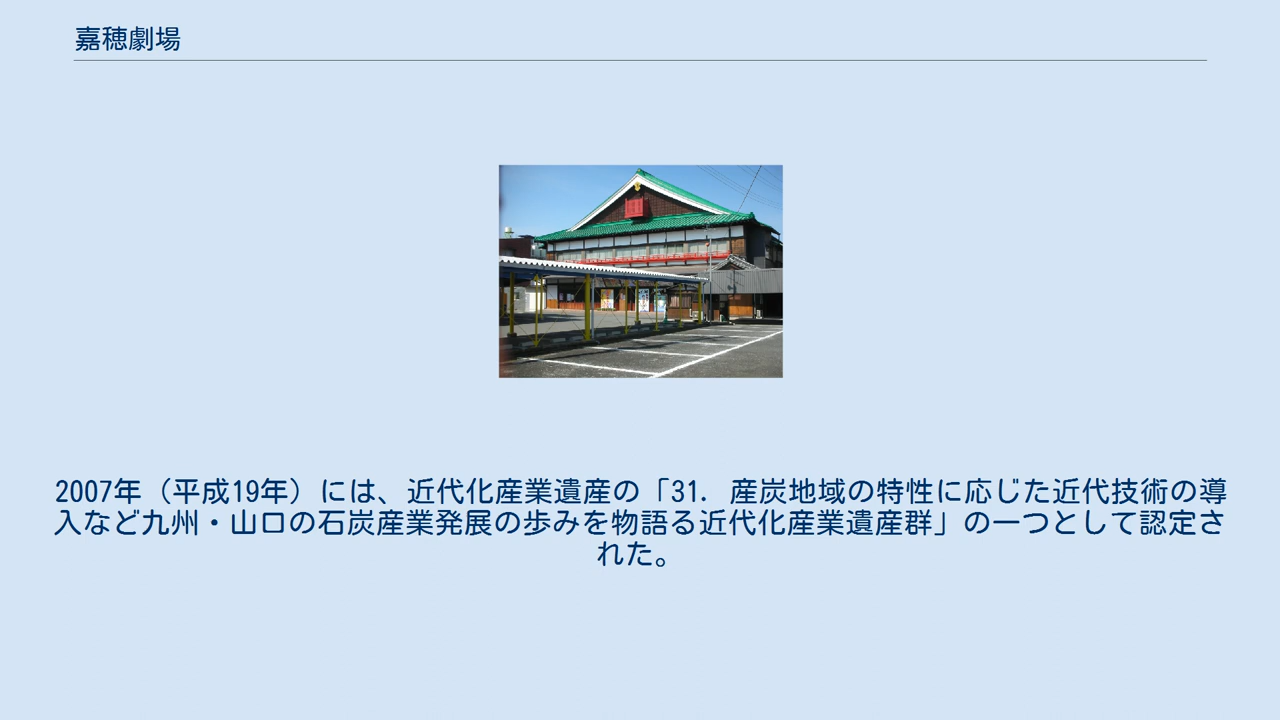 嘉穂劇場
2007年（平成19年）には、近代化産業遺産の「31．産炭地域の特性に応じた近代技術の導
入など九州・山口の石炭産業発展の歩みを物語る近代化産業遺産群」の一つとして認定さ
れた。